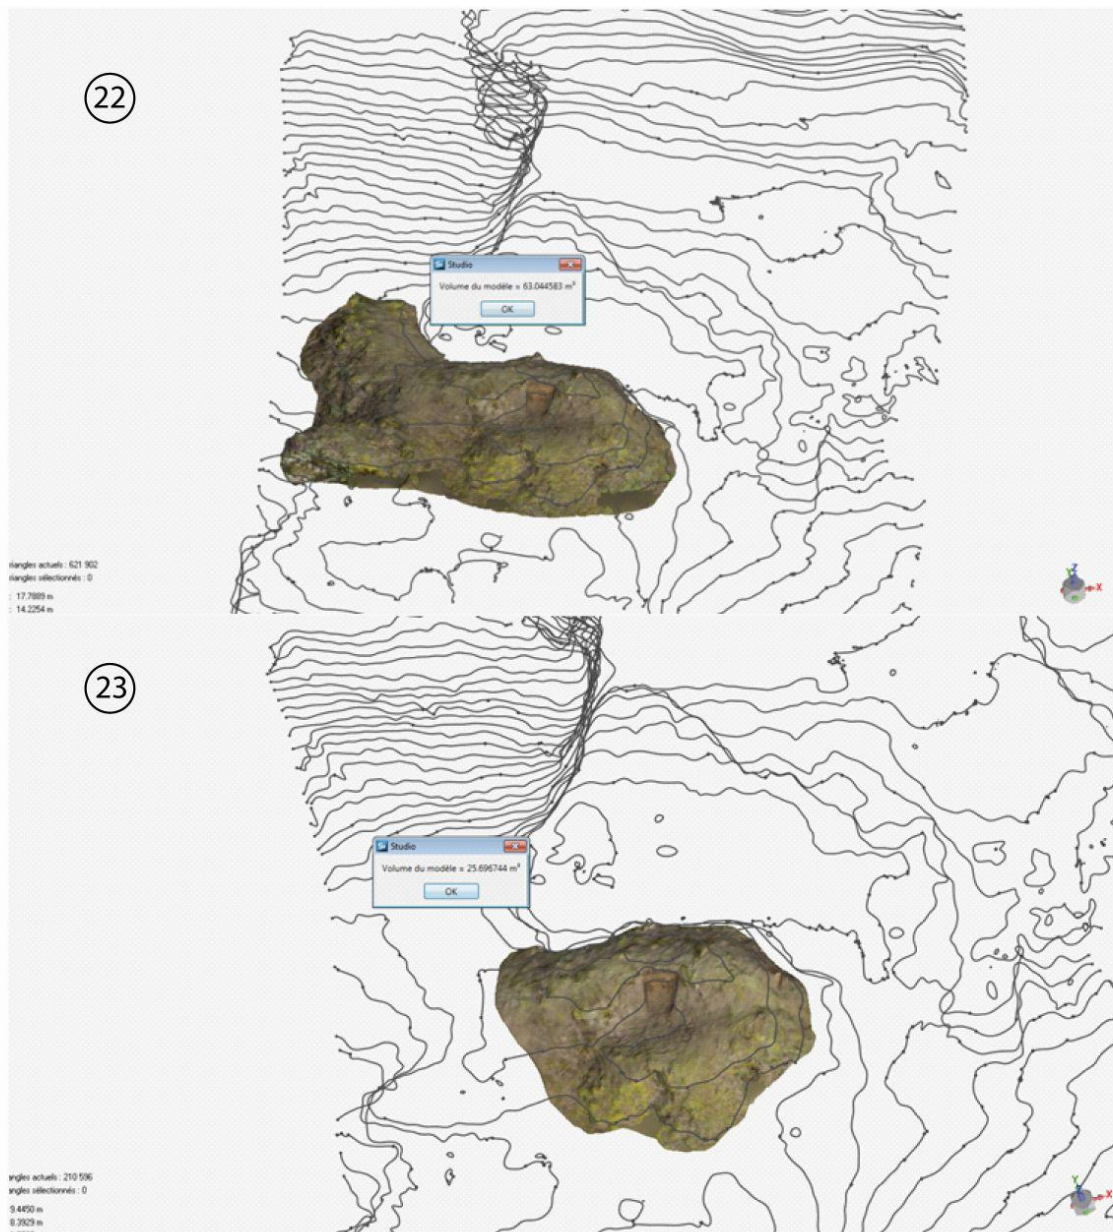 22
Studio
Volume du modèle = 63.044583 m³
OK
riangles actuels : 621 902
riangles sélectionnés : 0
: 17.7889 m
: 14.2254 m
Y
Z
X
23
Studio
Volume du modèle = 25.696744 m³
OK
angles actuels : 210 596
angles sélectionnés : 0
9.4450 m
8.3929 m
Y
X